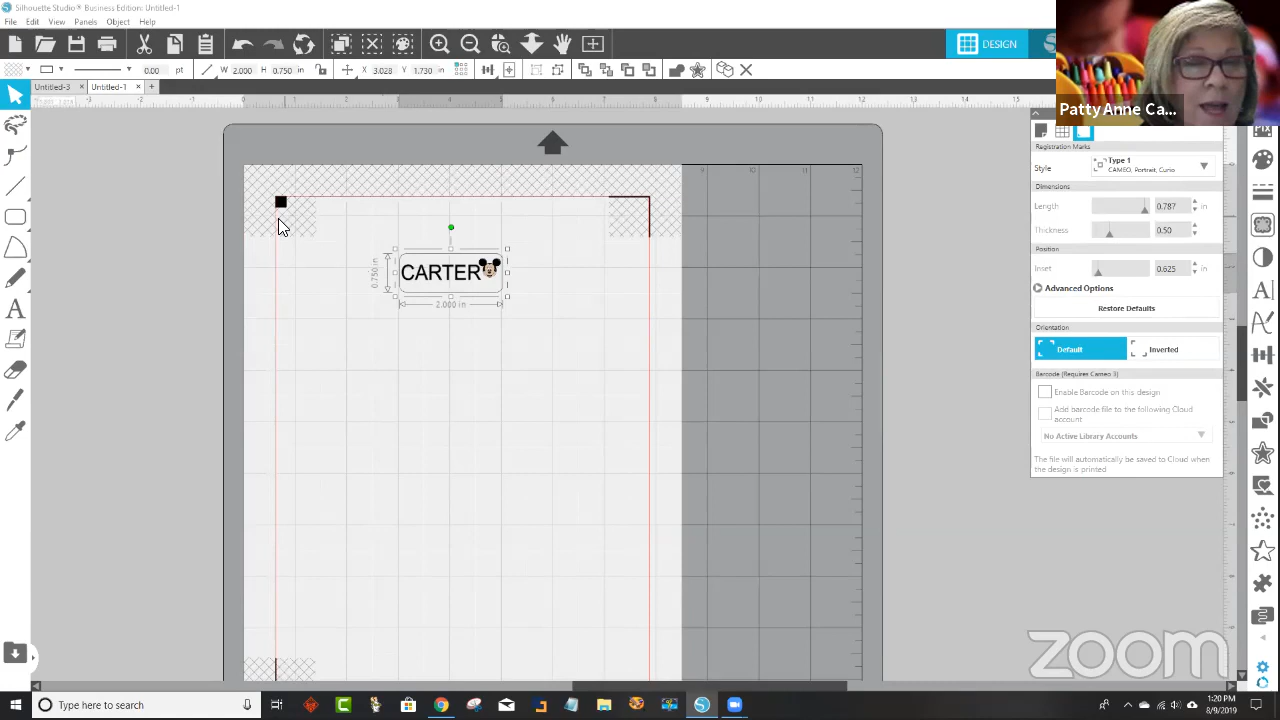 Silhouette Studio® Business Edition: Untitled-1
File Edit View Panels Object Help
DESIGN
0.00 pt W 2.000 H 0.750 in X 3.028 Y 1.730 in
Untitled-3 × Untitled-1 × +
Patty Anne Ca...
Registration Marks
Style Type 1
CAMEO, Portrait, Curio
Dimensions
Length 0.787 in
Thickness 0.50
Position
Inset 0.625 in
Advanced Options
Restore Defaults
Orientation
Default Inverted
Barcode (Requires Cameo 3)
Enable Barcode on this design
Add barcode file to the following Cloud
account
No Active Library Accounts
The file will automatically be saved to Cloud when
the design is printed
CARTER
0.750 in
2.000 in
zoom
Type here to search
1:20 PM
8/9/2019